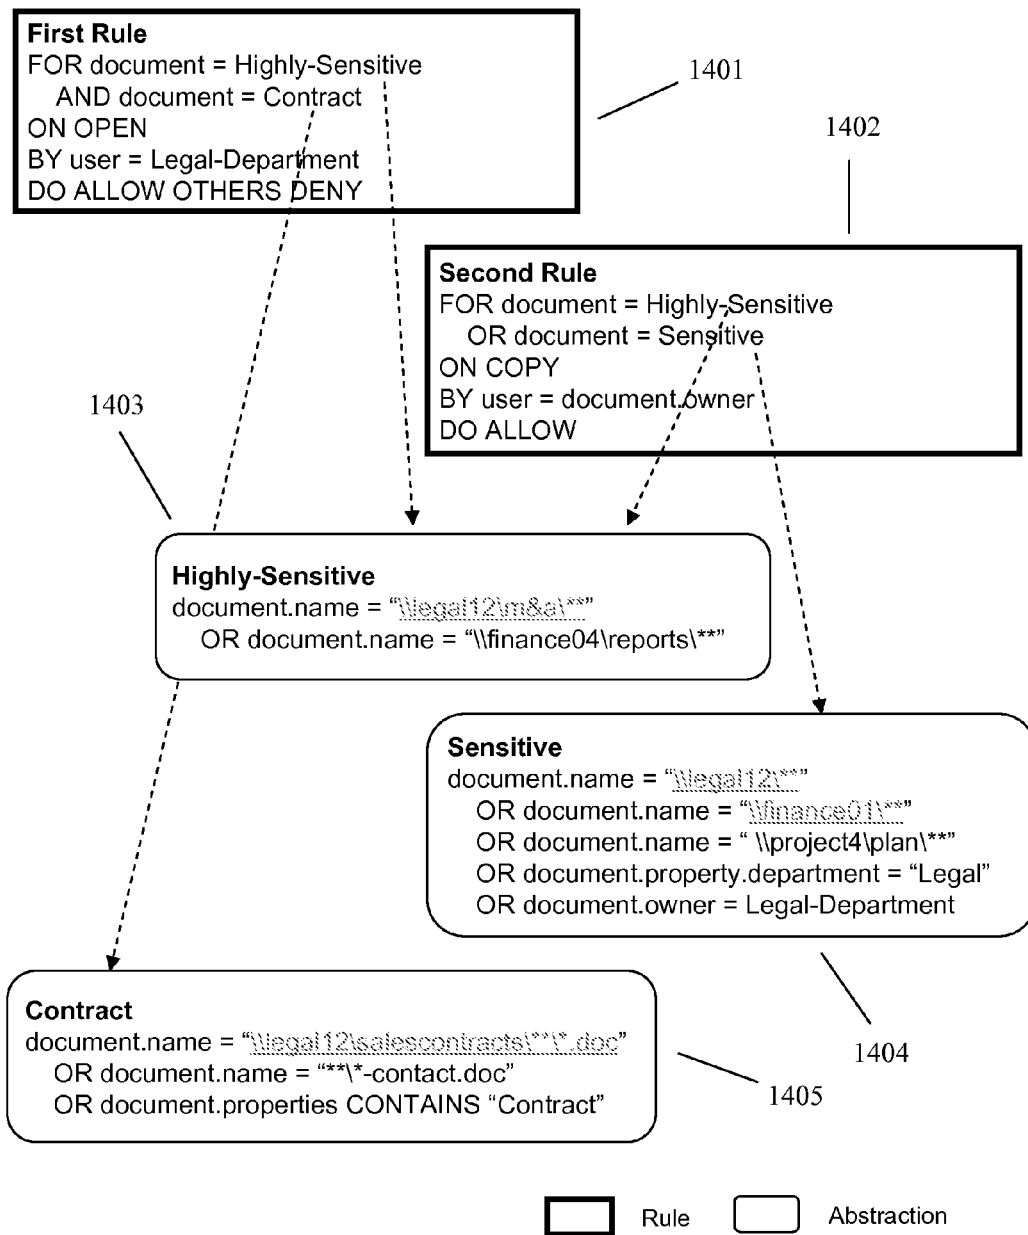 First Rule
FOR document = Highly-Sensitive
AND document = Contract
ON OPEN
BY user = Legal-Department
DO ALLOW OTHERS DENY
1401
1402
Second Rule
FOR document = Highly-Sensitive
OR document = Sensitive
ON COPY
BY user = document.owner
DO ALLOW
1403
Highly-Sensitive
document.name = “\\legal12\m&a\**”
OR document.name = “\\finance04\reports\**”
Sensitive
document.name = “\\legal12\**”
OR document.name = “\\finance01\**”
OR document.name = “ \\project4\plan\**”
OR document.property.department = “Legal”
OR document.owner = Legal-Department
1404
Contract
document.name = “\\legal12\salescontracts\**\*.doc”
OR document.name = “**\*-contact.doc”
OR document.properties CONTAINS “Contract”
1405
Rule
Abstraction